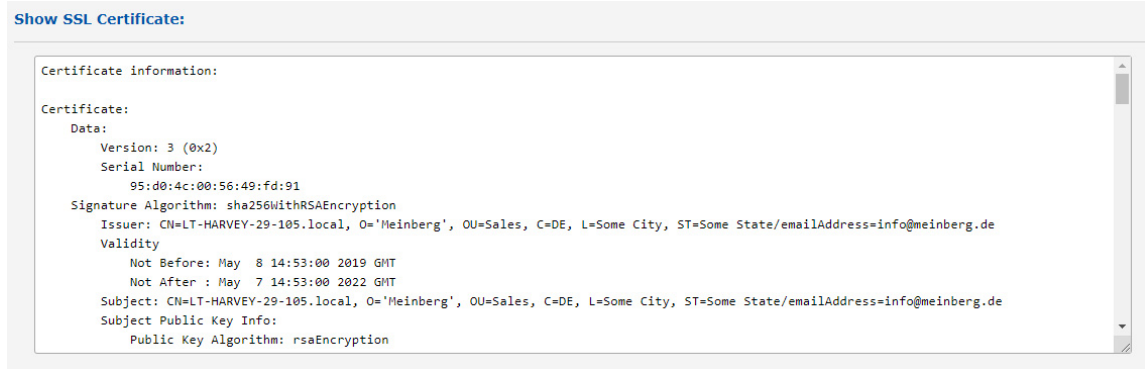 Show SSL Certificate:
Certificate information:
Certificate:
Data:
Version: 3 (0x2)
Serial Number:
95:d0:4c:00:56:49:fd:91
Signature Algorithm: sha256WithRSAEncryption
Issuer: CN=LT-HARVEY-29-105.local, O='Meinberg', OU=Sales, C=DE, L=Some City, ST=Some State/emailAddress=info@meinberg.de
Validity
Not Before: May  8 14:53:00 2019 GMT
Not After : May  7 14:53:00 2022 GMT
Subject: CN=LT-HARVEY-29-105.local, O='Meinberg', OU=Sales, C=DE, L=Some City, ST=Some State/emailAddress=info@meinberg.de
Subject Public Key Info:
Public Key Algorithm: rsaEncryption